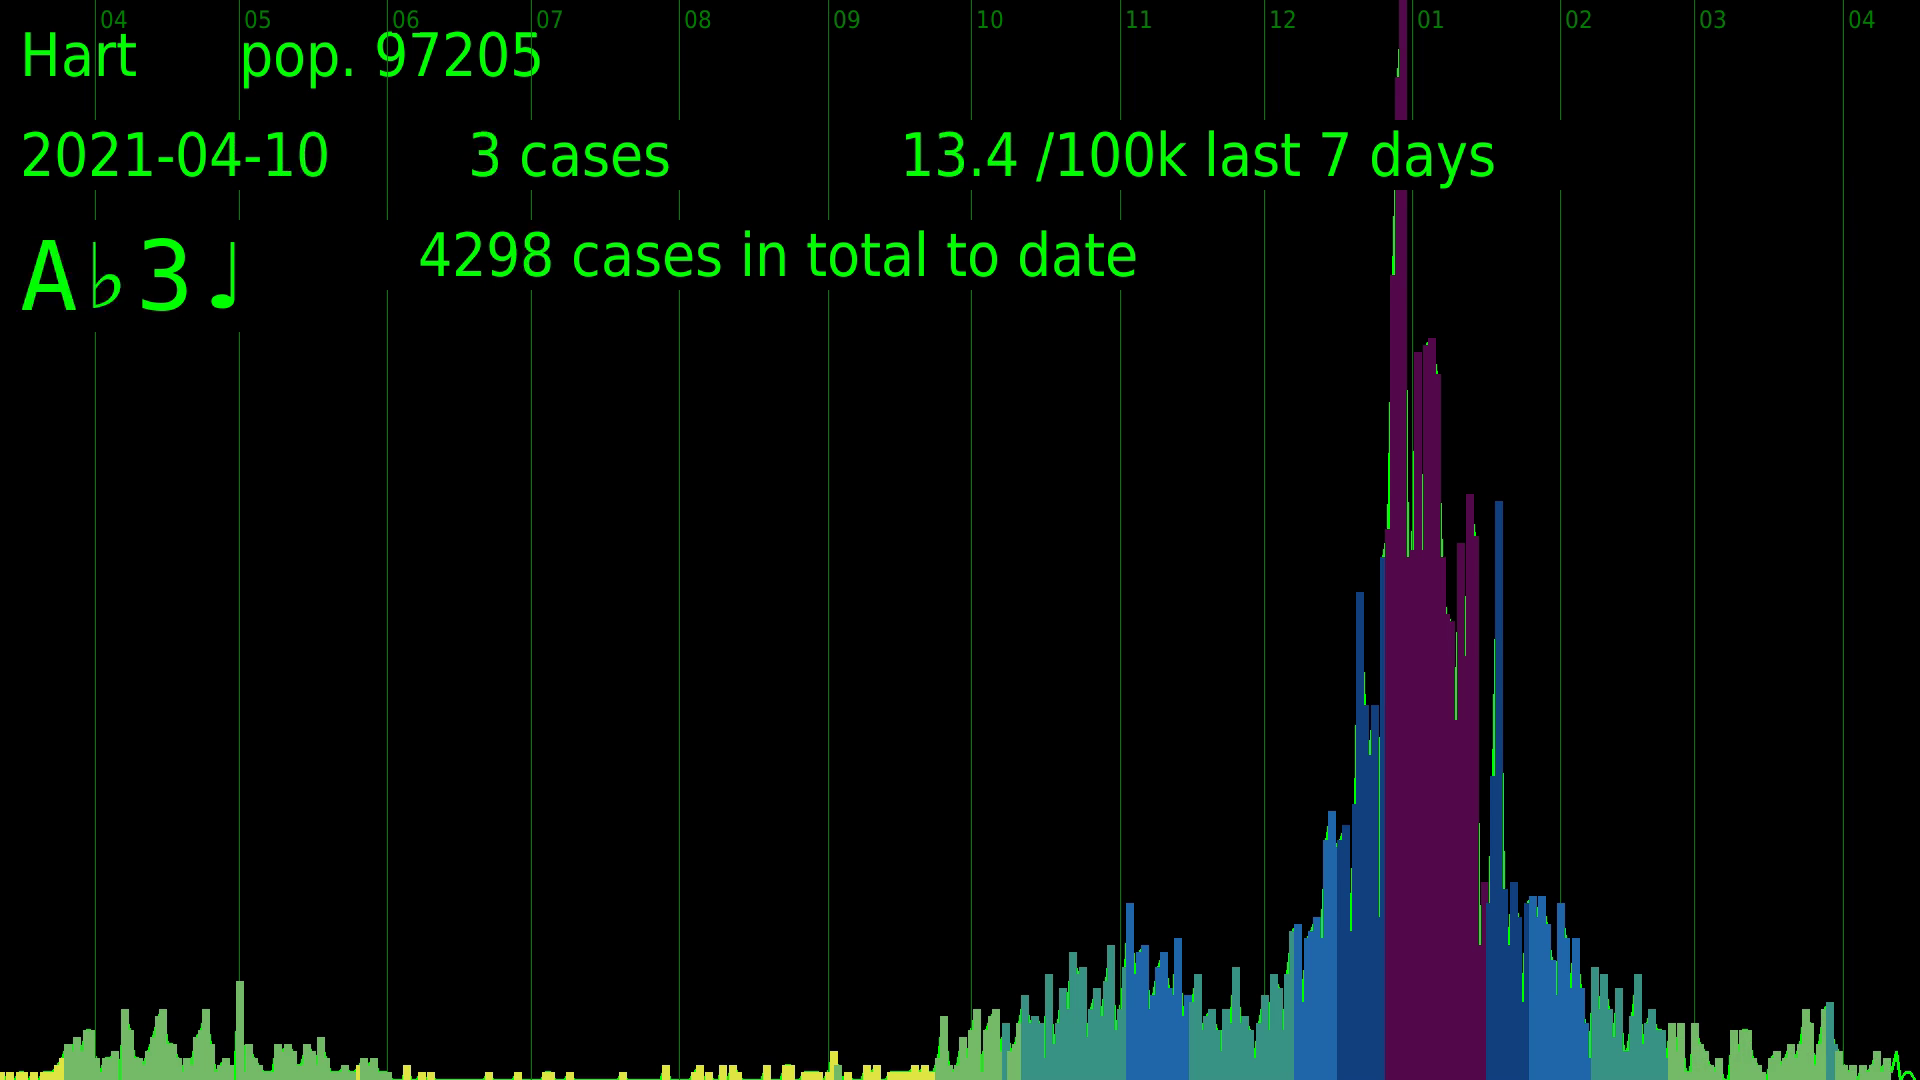 04 05 06 07 08 09 10 11 12 01 02 03 04
Hart pop. 97205
2021-04-10 3 cases 13.4 /100k last 7 days
A♭3♩ 4298 cases in total to date